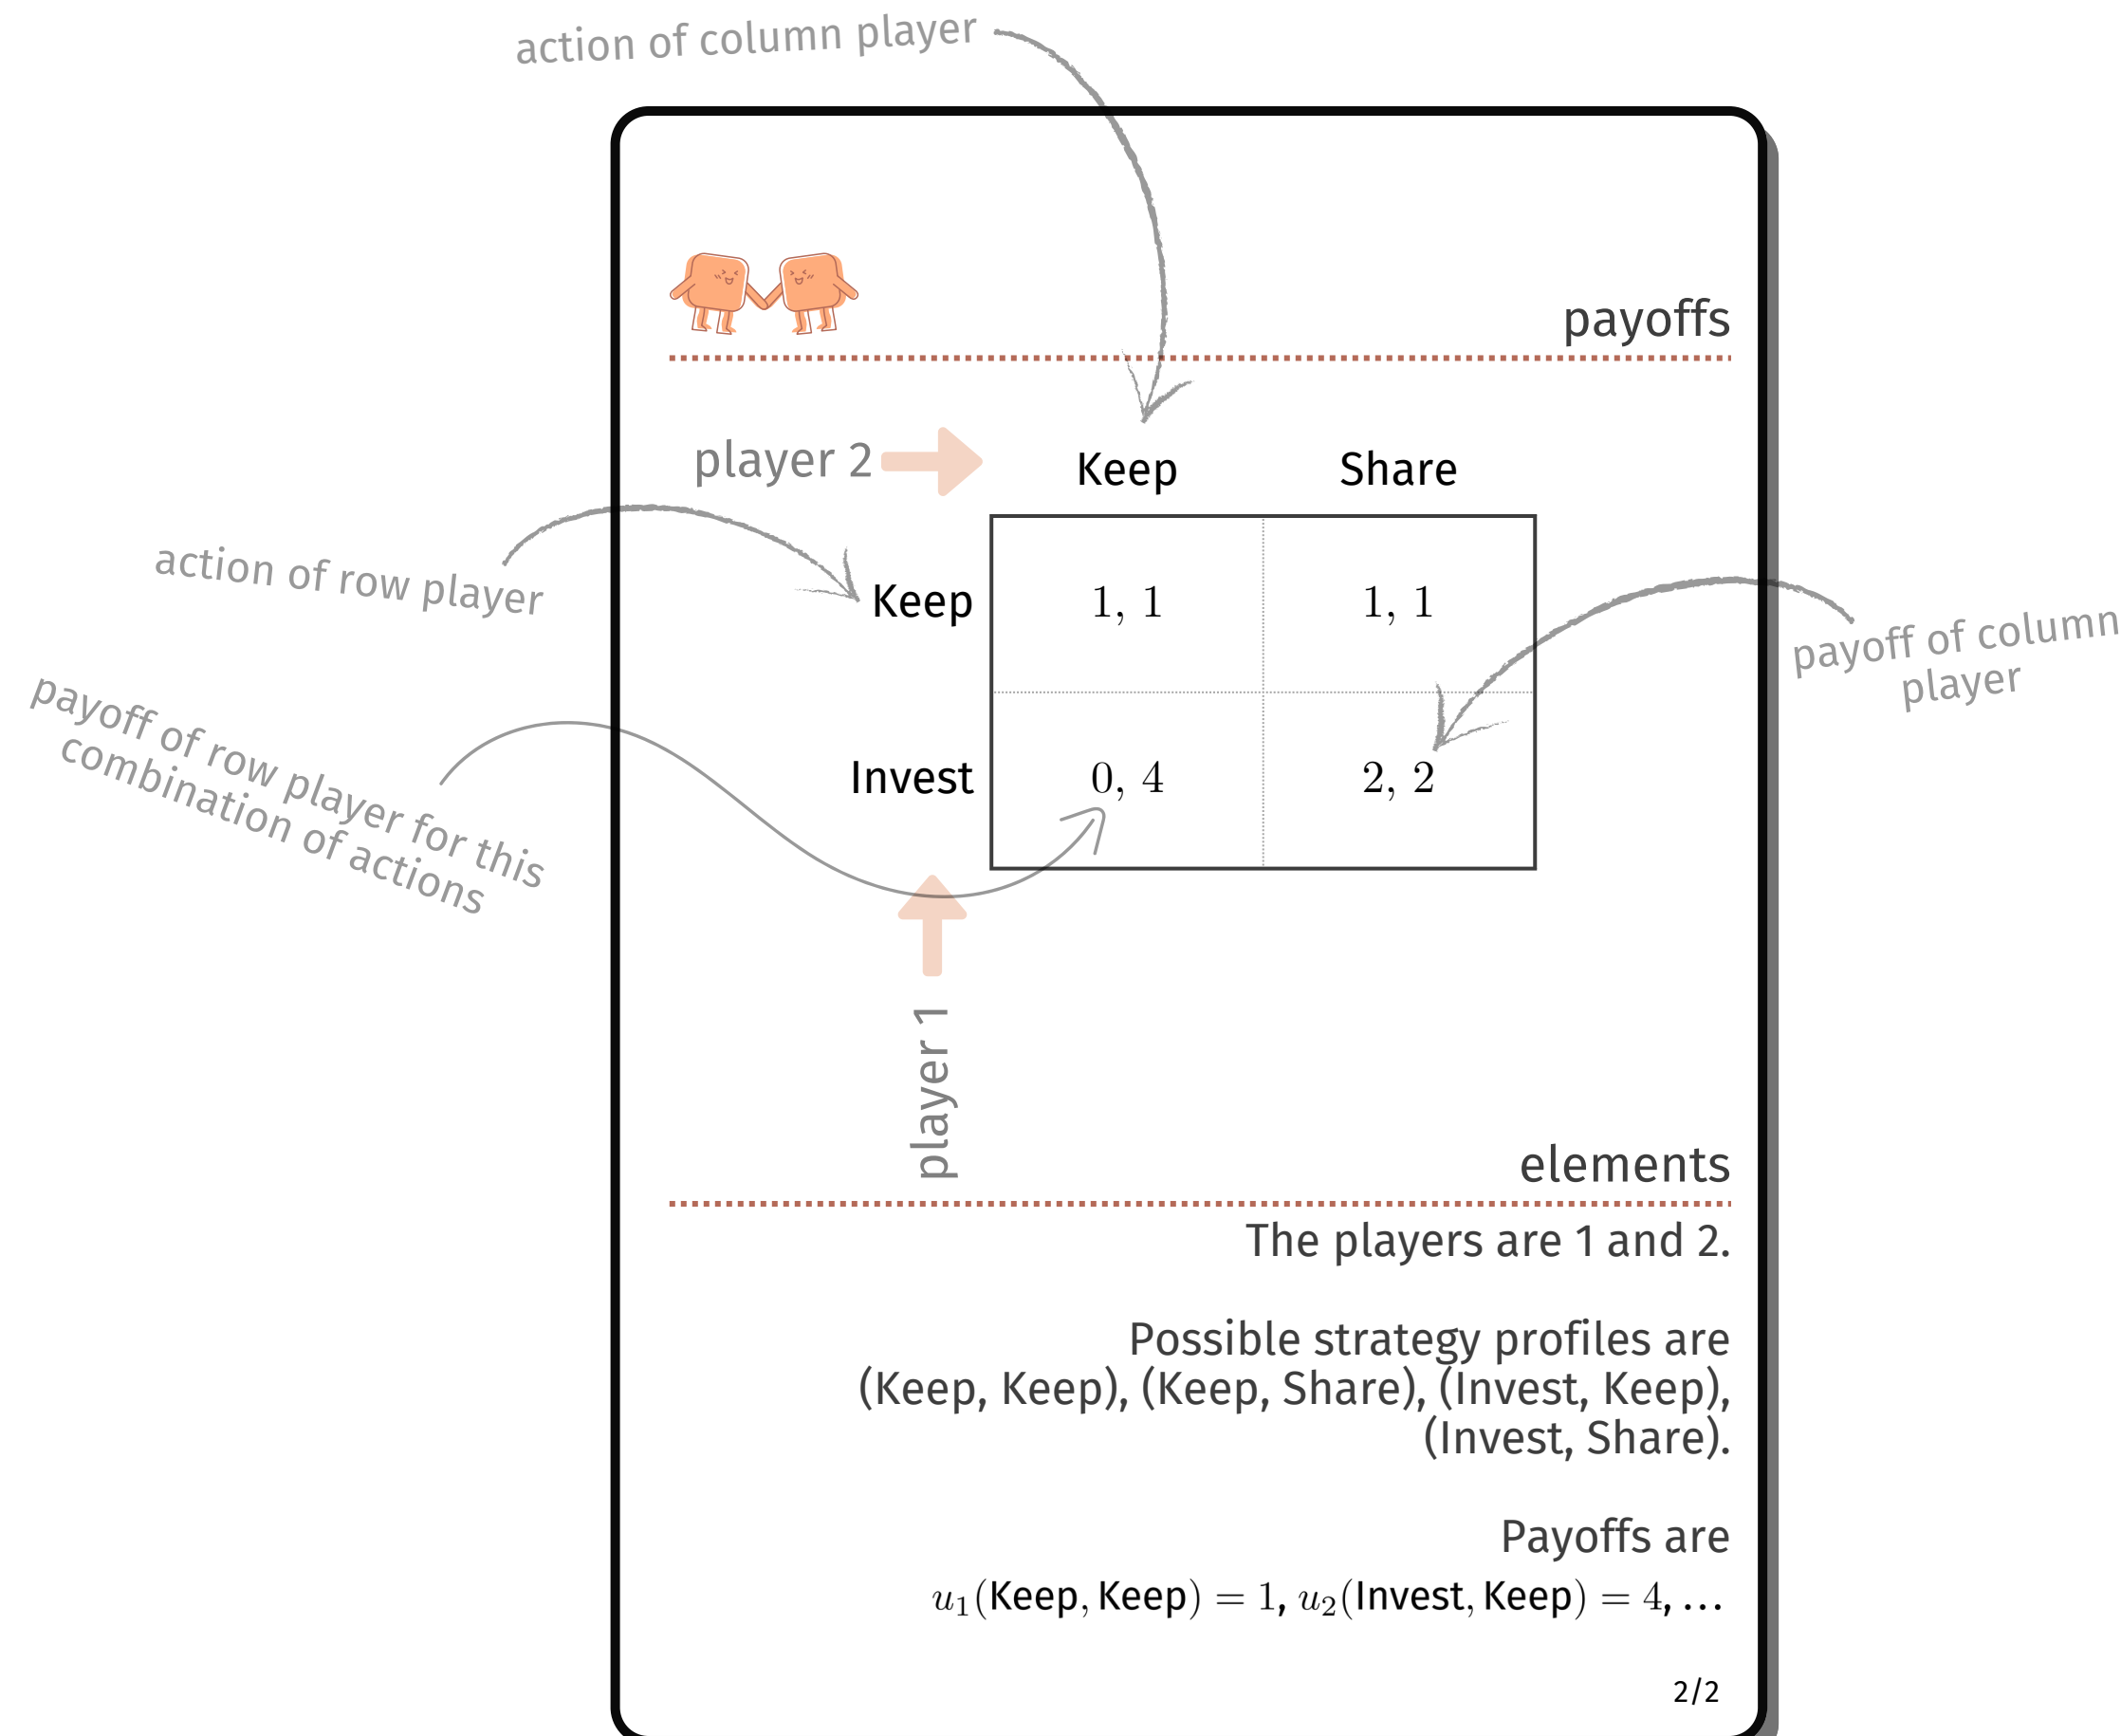 action of column player
payoffs
player 2
Keep Share
action of row player
Keep 1, 1 1, 1
payoff of column
player
payoff of row player for this
combination of actions
Invest 0, 4 2, 2
player 1
elements
The players are 1 and 2.
Possible strategy profiles are
(Keep, Keep), (Keep, Share), (Invest, Keep),
(Invest, Share).
Payoffs are
u₁(Keep, Keep) = 1, u₂(Invest, Keep) = 4, …
2/2